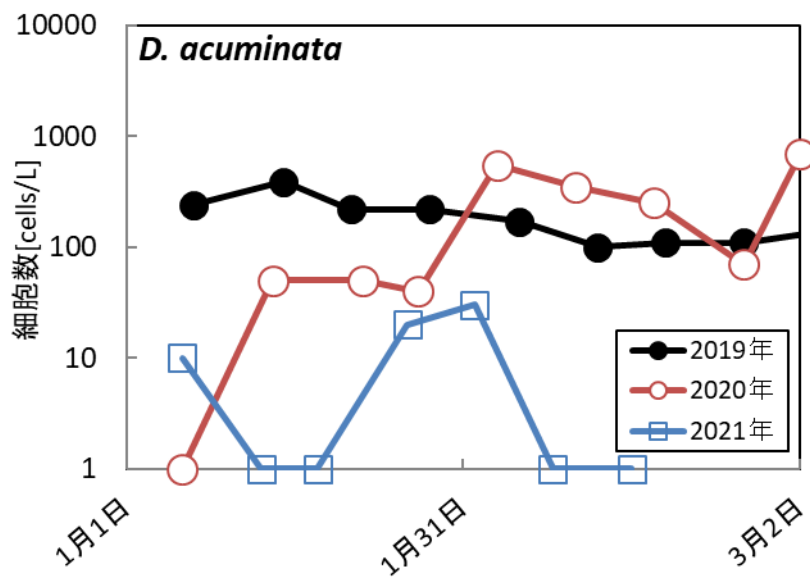 D. acuminata
10000
1000
100
10
1
細胞数[cells/L]
1月1日
1月31日
3月2日
2019年
2020年
2021年